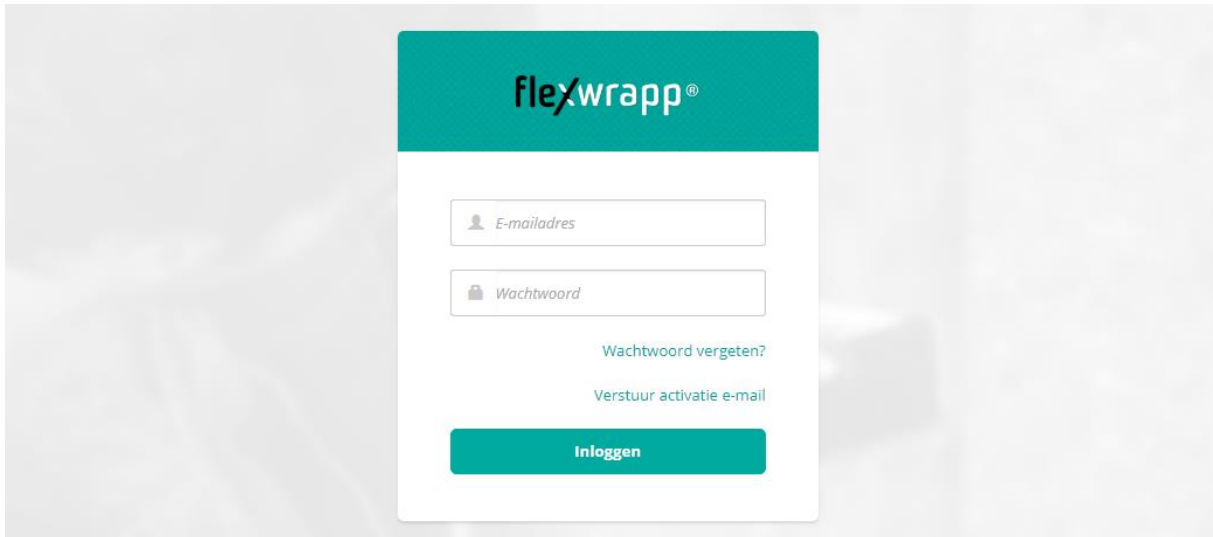 flexwrapp®
E-mailadres
Wachtwoord
Wachtwoord vergeten?
Verstuur activatie e-mail
Inloggen